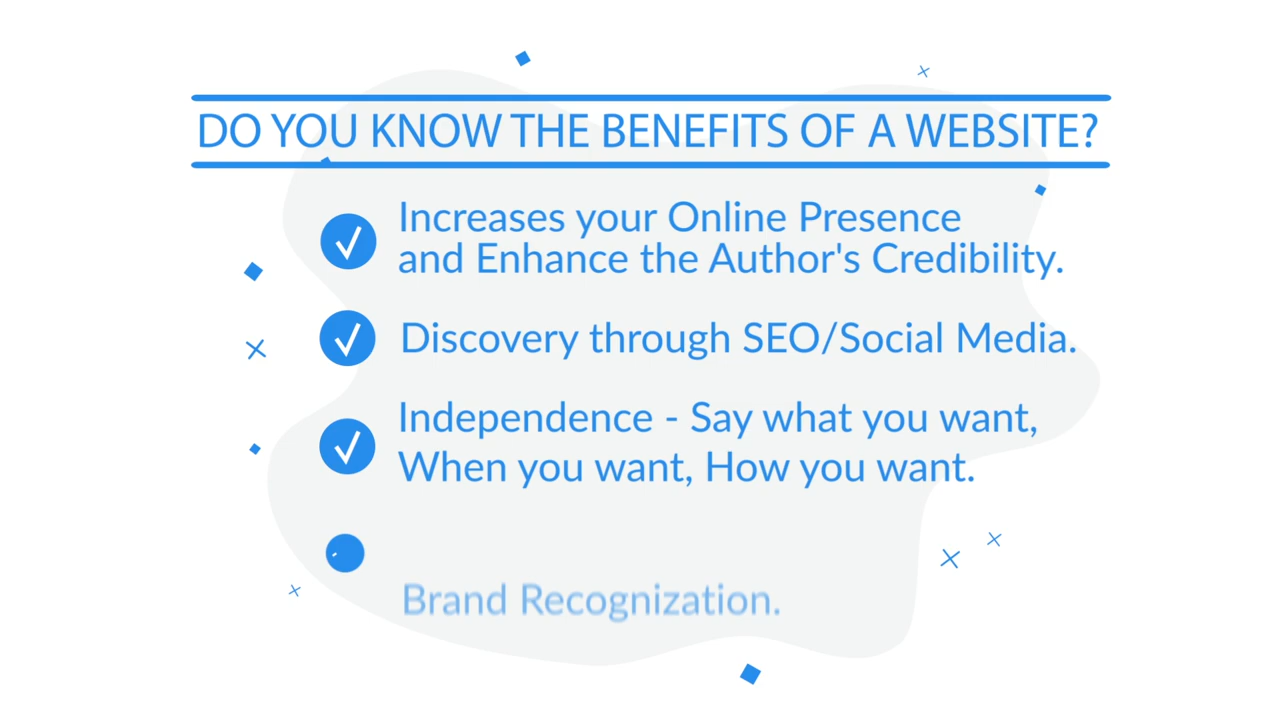 DO YOU KNOW THE BENEFITS OF A WEBSITE?
Increases your Online Presence
and Enhance the Author's Credibility.
Discovery through SEO/Social Media.
Independence - Say what you want,
When you want, How you want.
Brand Recognization.